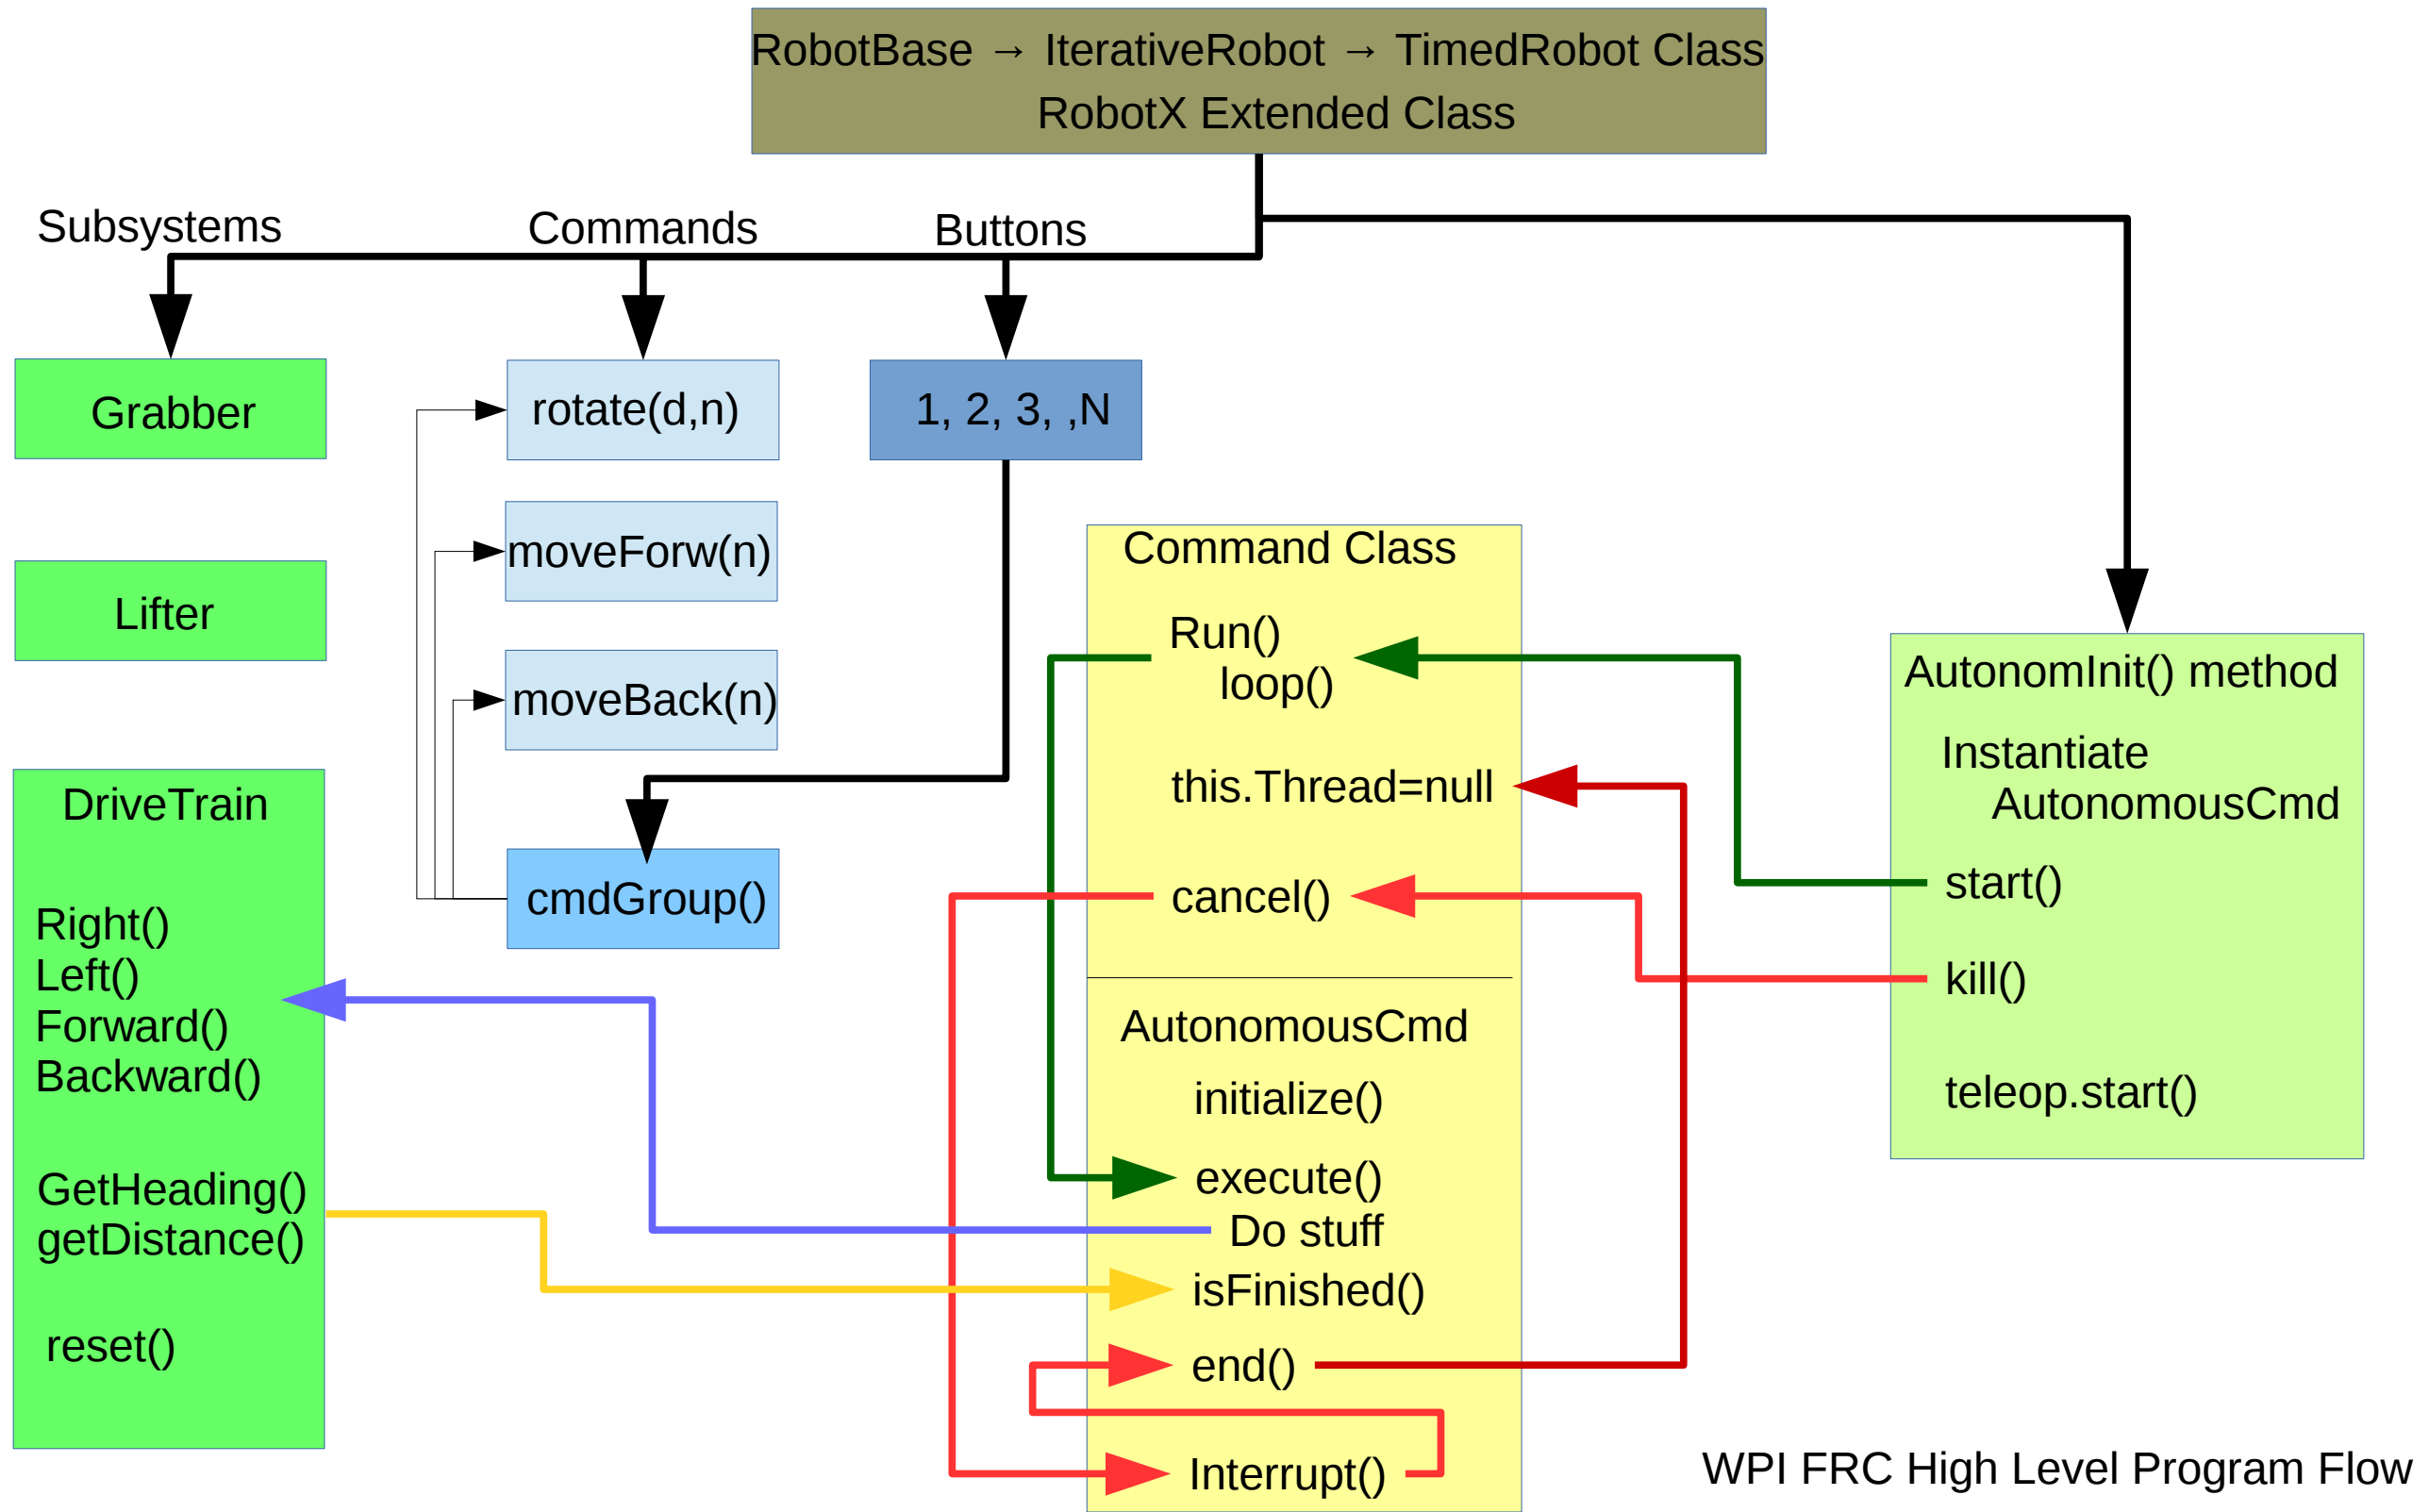 RobotBase → IterativeRobot → TimedRobot Class
RobotX Extended Class
Subsystems
Commands
Buttons
Grabber
Lifter
DriveTrain
Right()
Left()
Forward()
Backward()
GetHeading()
getDistance()
reset()
rotate(d,n)
moveForw(n)
moveBack(n)
cmdGroup()
1, 2, 3, ,N
Command Class
Run()
loop()
this.Thread=null
cancel()
AutonomousCmd
initialize()
execute()
Do stuff
isFinished()
end()
Interrupt()
AutonomInit() method
Instantiate
AutonomousCmd
start()
kill()
teleop.start()
WPI FRC High Level Program Flow